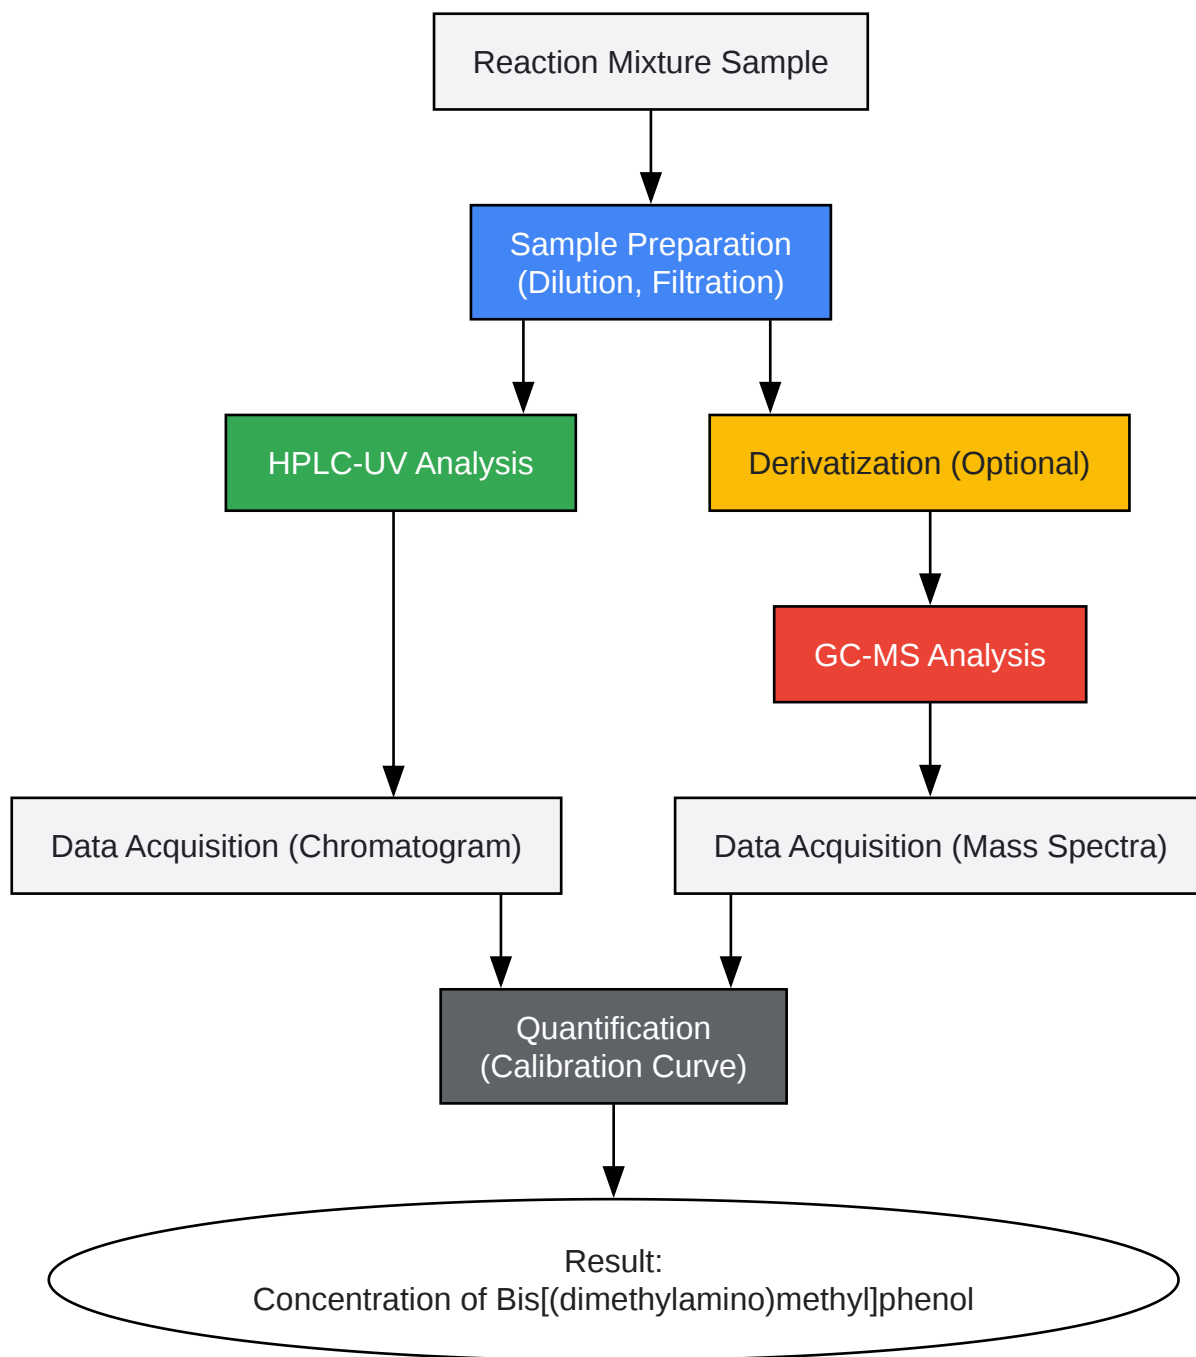 Reaction Mixture Sample
Sample Preparation
(Dilution, Filtration)
HPLC-UV Analysis
Derivatization (Optional)
GC-MS Analysis
Data Acquisition (Chromatogram)
Data Acquisition (Mass Spectra)
Quantification
(Calibration Curve)
Result:
Concentration of Bis[(dimethylamino)methyl]phenol